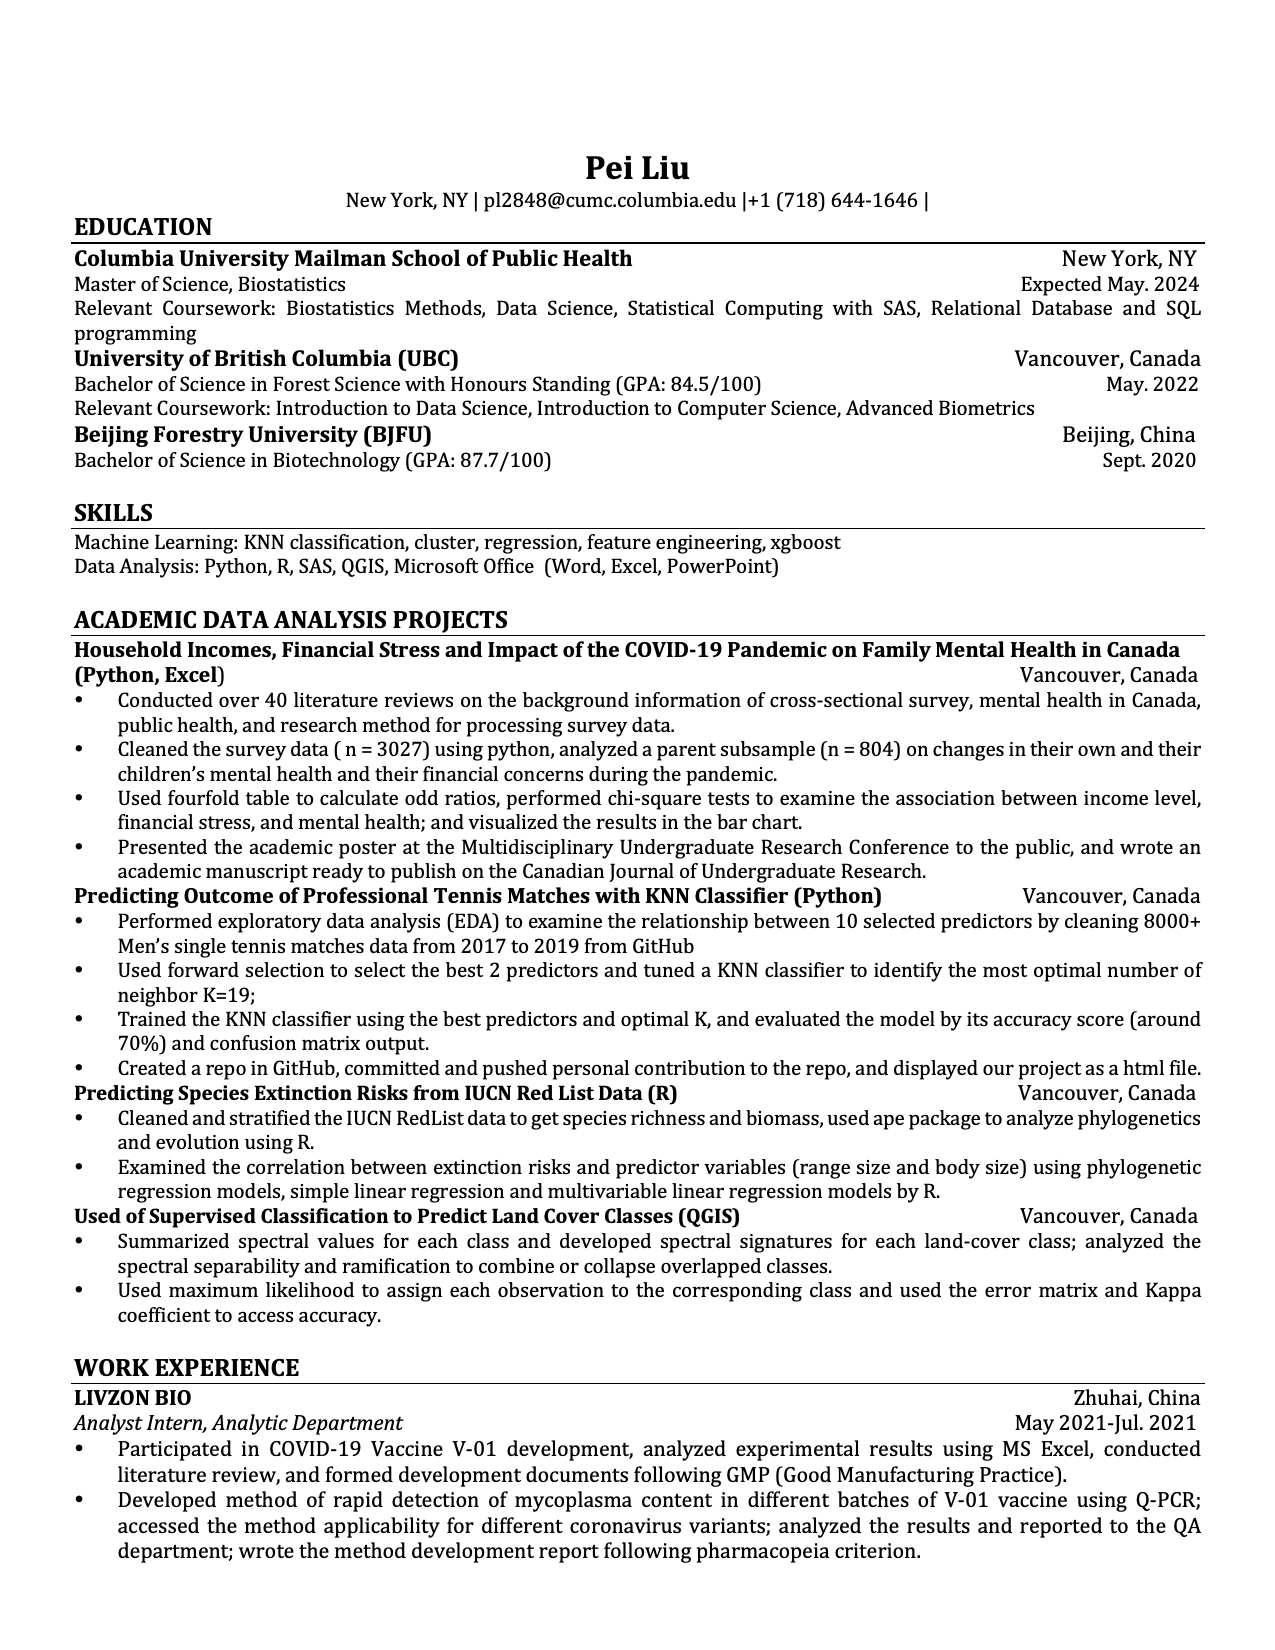 Pei Liu
New York, NY | pl2848@cumc.columbia.edu |+1 (718) 644-1646 |
EDUCATION
Columbia University Mailman School of Public Health New York, NY
Master of Science, Biostatistics Expected May. 2024
Relevant Coursework: Biostatistics Methods, Data Science, Statistical Computing with SAS, Relational Database and SQL
programming
University of British Columbia (UBC) Vancouver, Canada
Bachelor of Science in Forest Science with Honours Standing (GPA: 84.5/100) May. 2022
Relevant Coursework: Introduction to Data Science, Introduction to Computer Science, Advanced Biometrics
Beijing Forestry University (BJFU) Beijing, China
Bachelor of Science in Biotechnology (GPA: 87.7/100) Sept. 2020
SKILLS
Machine Learning: KNN classification, cluster, regression, feature engineering, xgboost
Data Analysis: Python, R, SAS, QGIS, Microsoft Office (Word, Excel, PowerPoint)
ACADEMIC DATA ANALYSIS PROJECTS
Household Incomes, Financial Stress and Impact of the COVID-19 Pandemic on Family Mental Health in Canada
(Python, Excel) Vancouver, Canada
• Conducted over 40 literature reviews on the background information of cross-sectional survey, mental health in Canada,
public health, and research method for processing survey data.
• Cleaned the survey data ( n = 3027) using python, analyzed a parent subsample (n = 804) on changes in their own and their
children's mental health and their financial concerns during the pandemic.
• Used fourfold table to calculate odd ratios, performed chi-square tests to examine the association between income level,
financial stress, and mental health; and visualized the results in the bar chart.
• Presented the academic poster at the Multidisciplinary Undergraduate Research Conference to the public, and wrote an
academic manuscript ready to publish on the Canadian Journal of Undergraduate Research.
Predicting Outcome of Professional Tennis Matches with KNN Classifier (Python) Vancouver, Canada
• Performed exploratory data analysis (EDA) to examine the relationship between 10 selected predictors by cleaning 8000+
Men's single tennis matches data from 2017 to 2019 from GitHub
• Used forward selection to select the best 2 predictors and tuned a KNN classifier to identify the most optimal number of
neighbor K=19;
• Trained the KNN classifier using the best predictors and optimal K, and evaluated the model by its accuracy score (around
70%) and confusion matrix output.
• Created a repo in GitHub, committed and pushed personal contribution to the repo, and displayed our project as a html file.
Predicting Species Extinction Risks from IUCN Red List Data (R) Vancouver, Canada
• Cleaned and stratified the IUCN RedList data to get species richness and biomass, used ape package to analyze phylogenetics
and evolution using R.
• Examined the correlation between extinction risks and predictor variables (range size and body size) using phylogenetic
regression models, simple linear regression and multivariable linear regression models by R.
Used of Supervised Classification to Predict Land Cover Classes (QGIS) Vancouver, Canada
• Summarized spectral values for each class and developed spectral signatures for each land-cover class; analyzed the
spectral separability and ramification to combine or collapse overlapped classes.
• Used maximum likelihood to assign each observation to the corresponding class and used the error matrix and Kappa
coefficient to access accuracy.
WORK EXPERIENCE
LIVZON BIO Zhuhai, China
Analyst Intern, Analytic Department May 2021-Jul. 2021
• Participated in COVID-19 Vaccine V-01 development, analyzed experimental results using MS Excel, conducted
literature review, and formed development documents following GMP (Good Manufacturing Practice).
• Developed method of rapid detection of mycoplasma content in different batches of V-01 vaccine using Q-PCR;
accessed the method applicability for different coronavirus variants; analyzed the results and reported to the QA
department; wrote the method development report following pharmacopeia criterion.